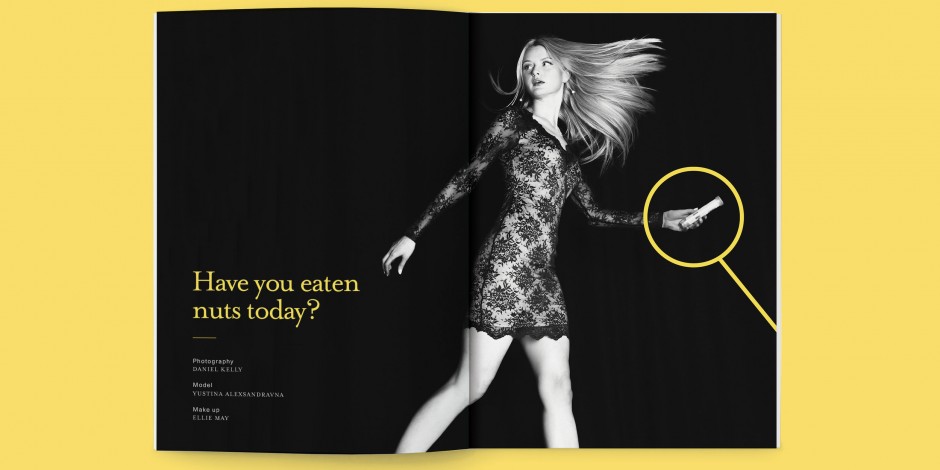 Have you eaten
nuts today?
Photography
DANIEL KELLY
Model
YUSTINA ALEXSANDRAVNA
Make up
ELLIE MAY